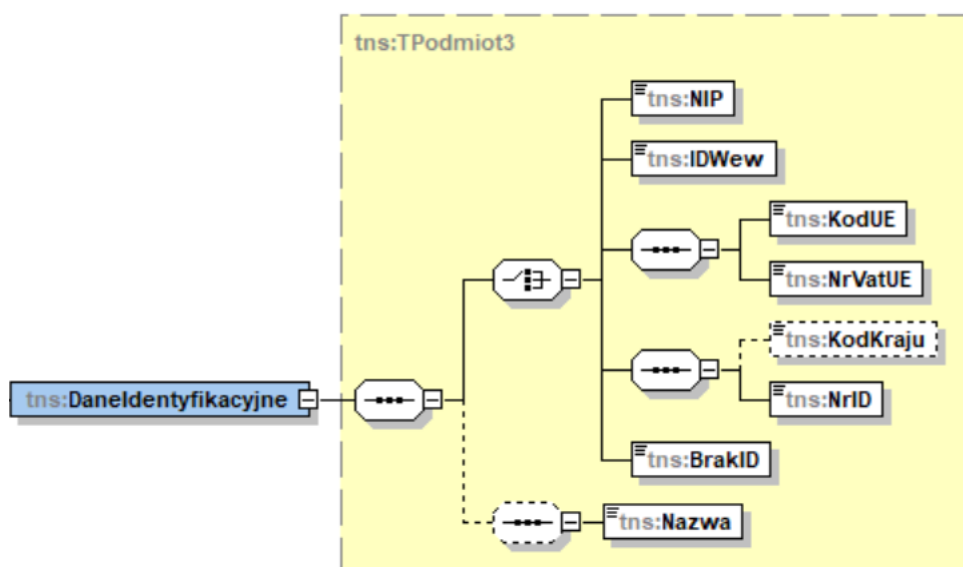 tns:TPodmiot3
tns:NIP
tns:IDWew
tns:KodUE
tns:NrVatUE
tns:KodKraju
tns:DaneIdentyfikacyjne
tns:NrID
tns:BrakID
tns:Nazwa